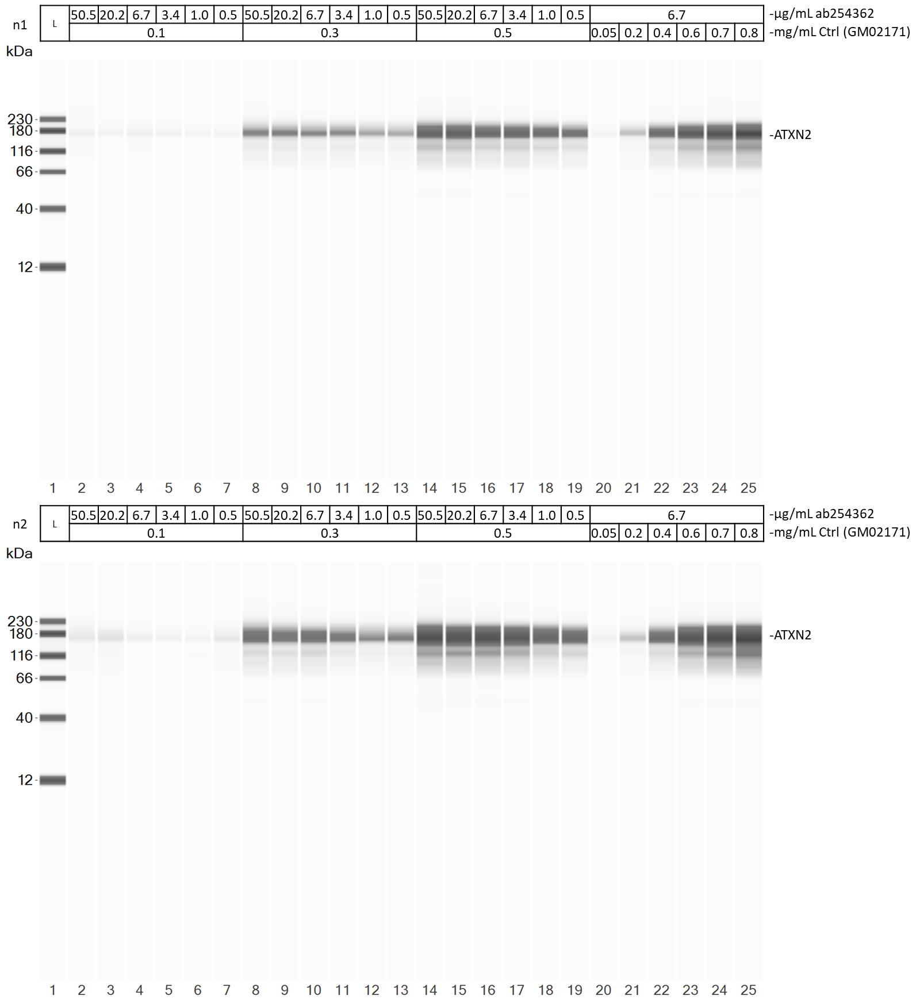 n1 L 50.5 20.2 6.7 3.4 1.0 0.5 50.5 20.2 6.7 3.4 1.0 0.5 50.5 20.2 6.7 3.4 1.0 0.5 6.7 -µg/mL ab254362
0.1 0.3 0.5 0.05 0.2 0.4 0.6 0.7 0.8 -mg/mL Ctrl (GM02171)
kDa
230-
180-
-ATXN2
116-
66-
40-
12-
1 2 3 4 5 6 7 8 9 10 11 12 13 14 15 16 17 18 19 20 21 22 23 24 25
n2 L 50.5 20.2 6.7 3.4 1.0 0.5 50.5 20.2 6.7 3.4 1.0 0.5 50.5 20.2 6.7 3.4 1.0 0.5 6.7 -µg/mL ab254362
0.1 0.3 0.5 0.05 0.2 0.4 0.6 0.7 0.8 -mg/mL Ctrl (GM02171)
kDa
230-
180-
-ATXN2
116-
66-
40-
12-
1 2 3 4 5 6 7 8 9 10 11 12 13 14 15 16 17 18 19 20 21 22 23 24 25